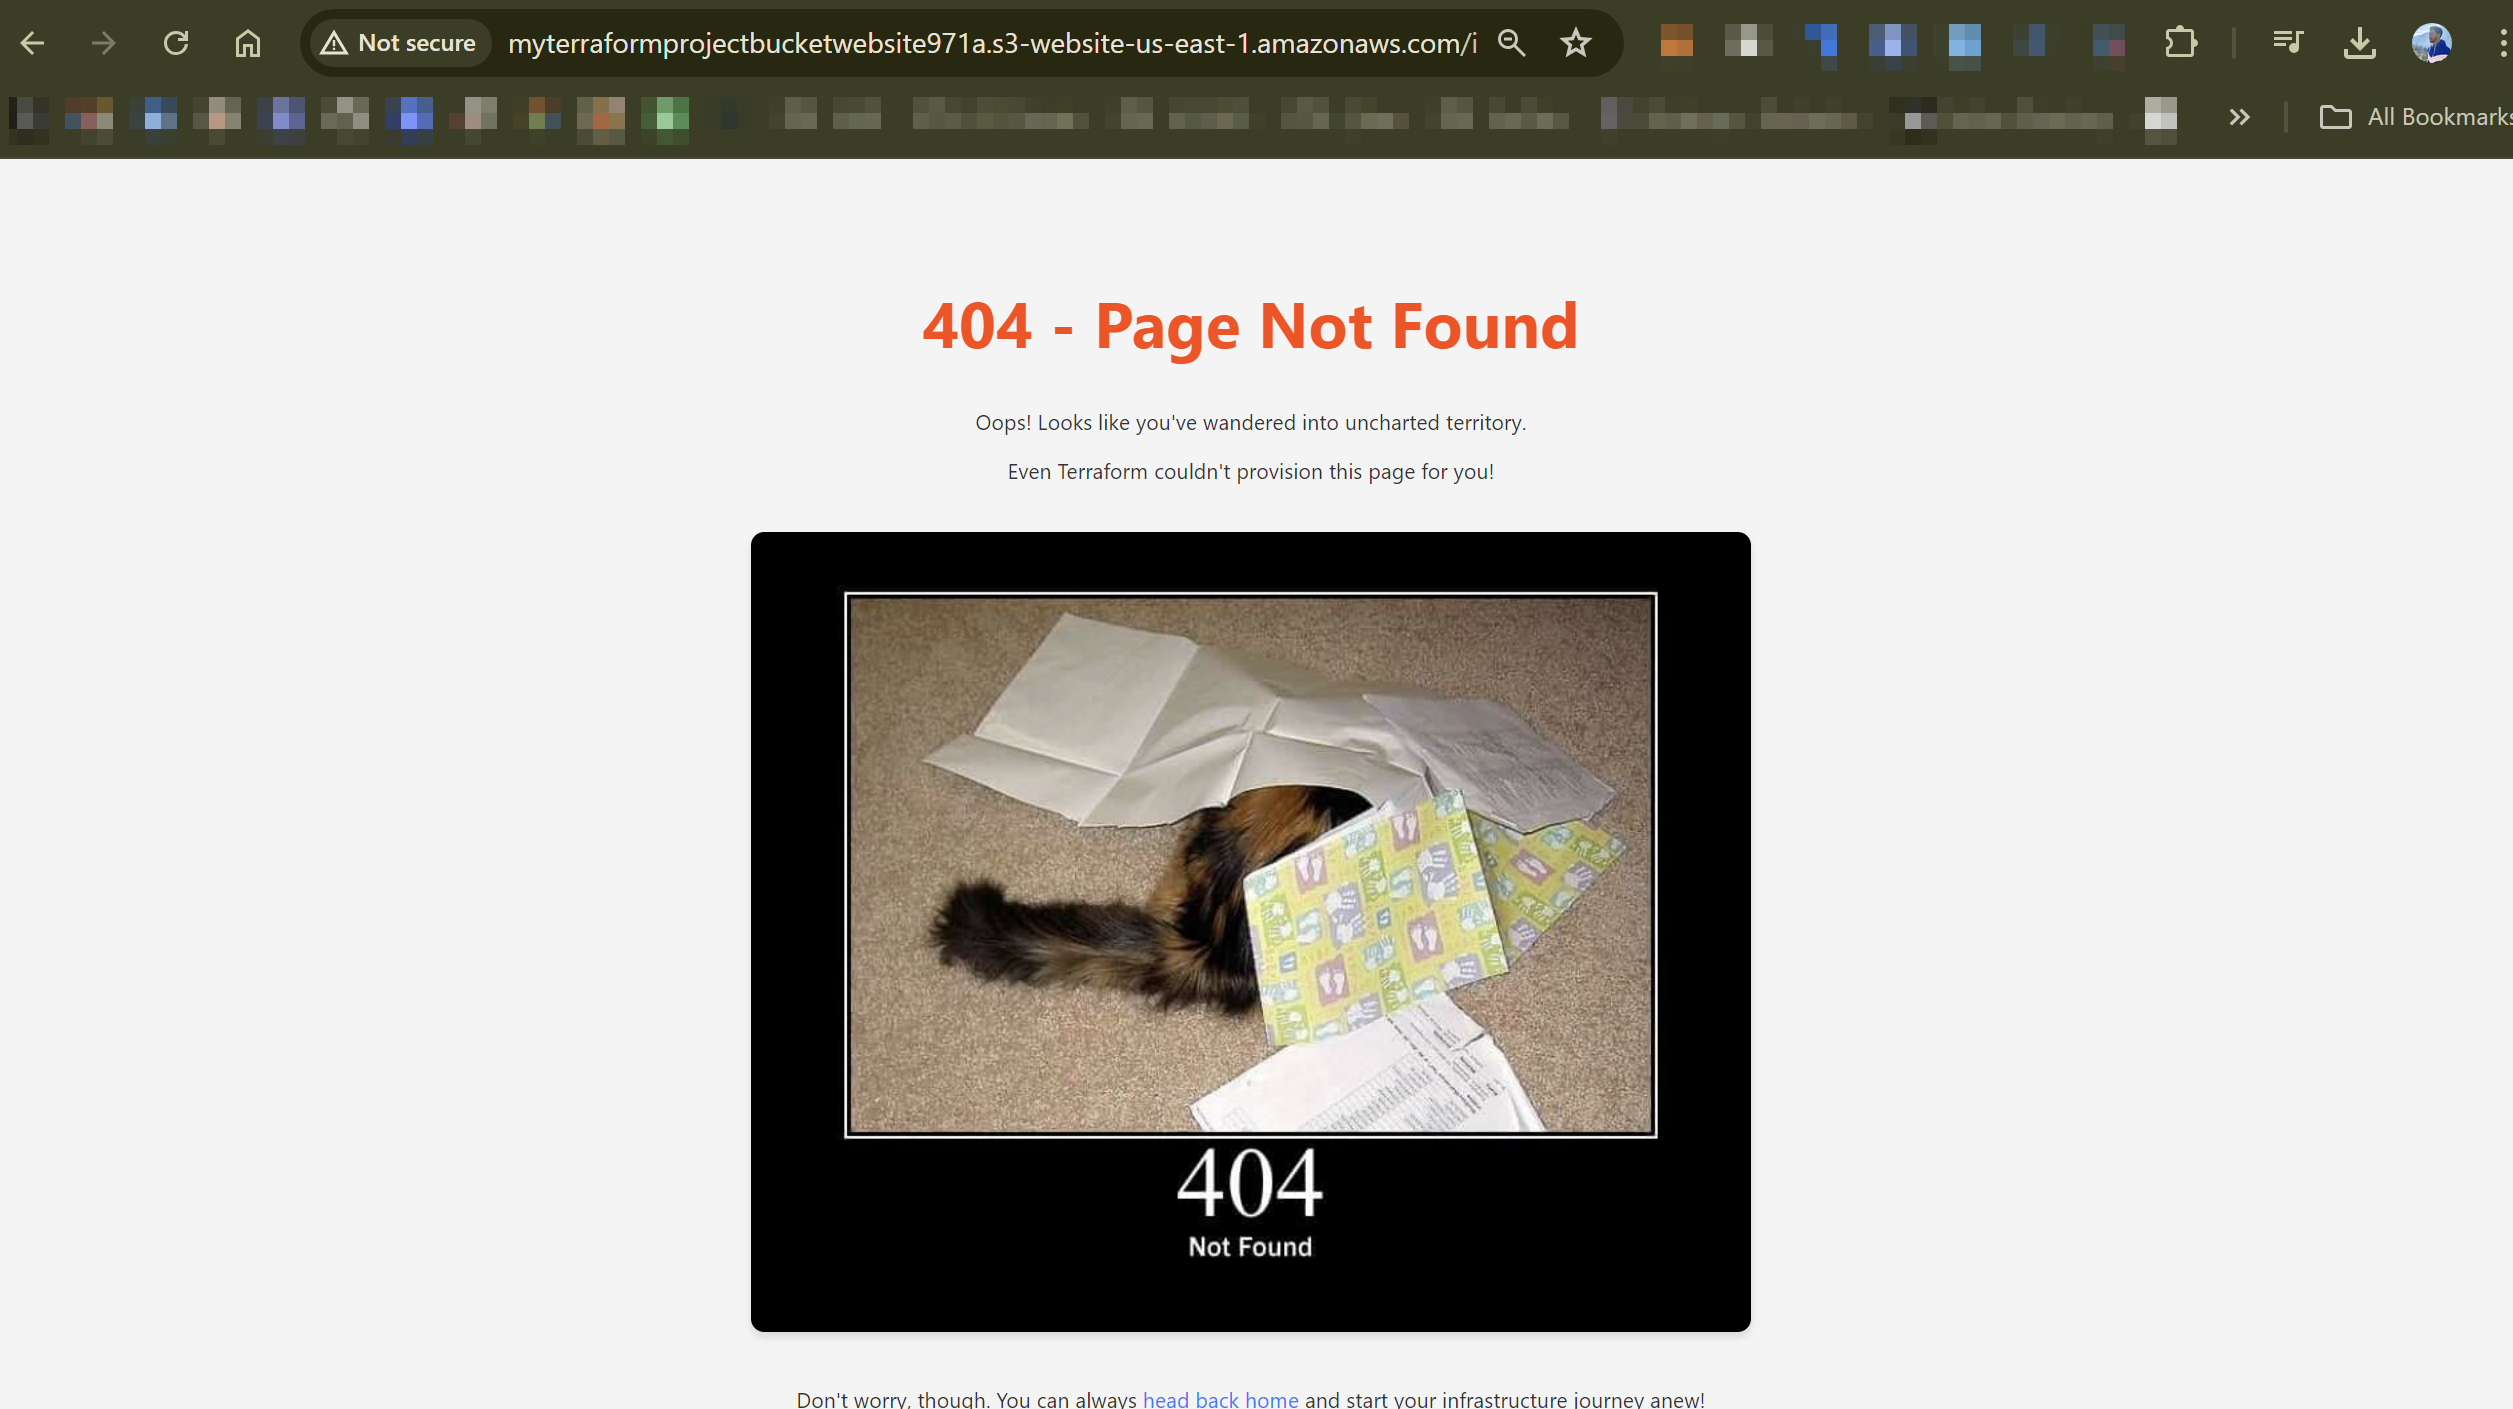 Not secure
myterraformprojectbucketwebsite971a.s3-website-us-east-1.amazonaws.com/i
All Bookmarks
404 - Page Not Found
Oops! Looks like you've wandered into uncharted territory.
Even Terraform couldn't provision this page for you!
404
Not Found
Don't worry, though. You can always head back home and start your infrastructure journey anew!